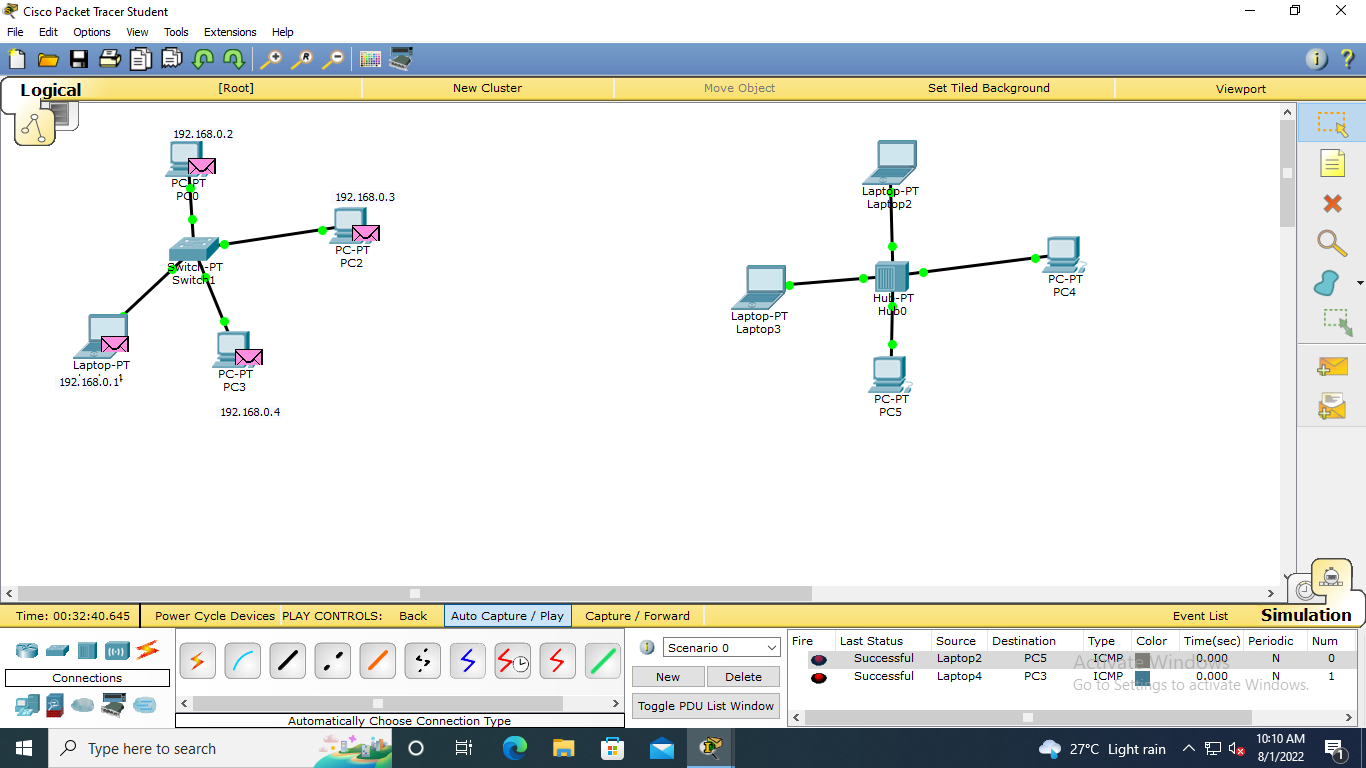 Cisco Packet Tracer Student
File Edit Options View Tools Extensions Help
Logical [Root] New Cluster Move Object Set Tiled Background Viewport
192.168.0.2
PC-PT
PC0
192.168.0.3
PC-PT
PC2
Switch-PT
Switch1
Laptop-PT
192.168.0.1
PC-PT
PC3
192.168.0.4
Laptop-PT
Laptop2
PC-PT
PC4
Hub-PT
Hub0
Laptop-PT
Laptop3
PC-PT
PC5
Time: 00:32:40.645 Power Cycle Devices PLAY CONTROLS: Back Auto Capture / Play Capture / Forward Event List Simulation
Connections
Automatically Choose Connection Type
Scenario 0
New Delete
Toggle PDU List Window
Fire Last Status Source Destination Type Color Time(sec) Periodic Num
Successful Laptop2 PC5 ICMP 0.000 N 0
Successful Laptop4 PC3 ICMP 0.000 N 1
Activate Windows
Go to Settings to activate Windows.
Type here to search
27°C Light rain
10:10 AM
8/1/2022
1